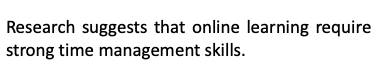 Research suggests that online learning require
strong time management skills.